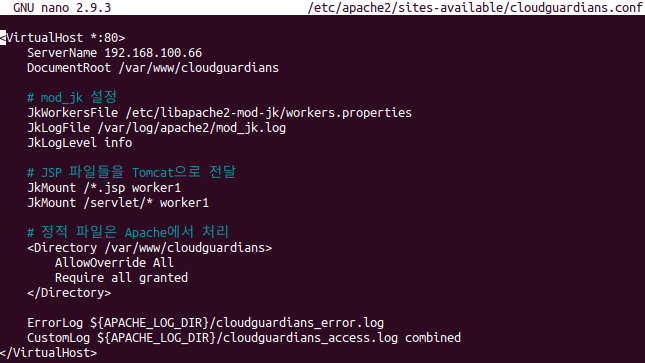 GNU nano 2.9.3 /etc/apache2/sites-available/cloudguardians.conf
<VirtualHost *:80>
    ServerName 192.168.100.66
    DocumentRoot /var/www/cloudguardians
    # mod_jk 설정
    JkWorkersFile /etc/libapache2-mod-jk/workers.properties
    JkLogFile /var/log/apache2/mod_jk.log
    JkLogLevel info
    # JSP 파일들을 Tomcat으로 전달
    JkMount /*.jsp worker1
    JkMount /servlet/* worker1
    # 정적 파일은 Apache에서 처리
    <Directory /var/www/cloudguardians>
        AllowOverride All
        Require all granted
    </Directory>
    ErrorLog ${APACHE_LOG_DIR}/cloudguardians_error.log
    CustomLog ${APACHE_LOG_DIR}/cloudguardians_access.log combined
</VirtualHost>